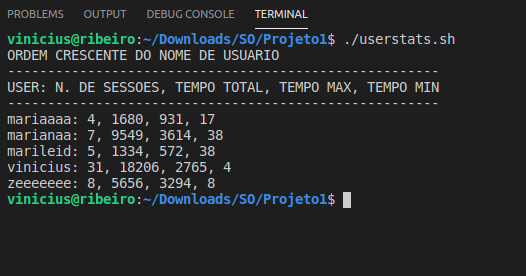 PROBLEMS OUTPUT DEBUG CONSOLE TERMINAL
vinicius@ribeiro:~/Downloads/SO/Projeto1$ ./userstats.sh
ORDEM CRESCENTE DO NOME DE USUARIO
------------------------------------------------------
USER: N. DE SESSOES, TEMPO TOTAL, TEMPO MAX, TEMPO MIN
------------------------------------------------------
mariaaaa: 4, 1680, 931, 17
marianaa: 7, 9549, 3614, 38
marileid: 5, 1334, 572, 38
vinicius: 31, 18206, 2765, 4
zeeeeeee: 8, 5656, 3294, 8
vinicius@ribeiro:~/Downloads/SO/Projeto1$